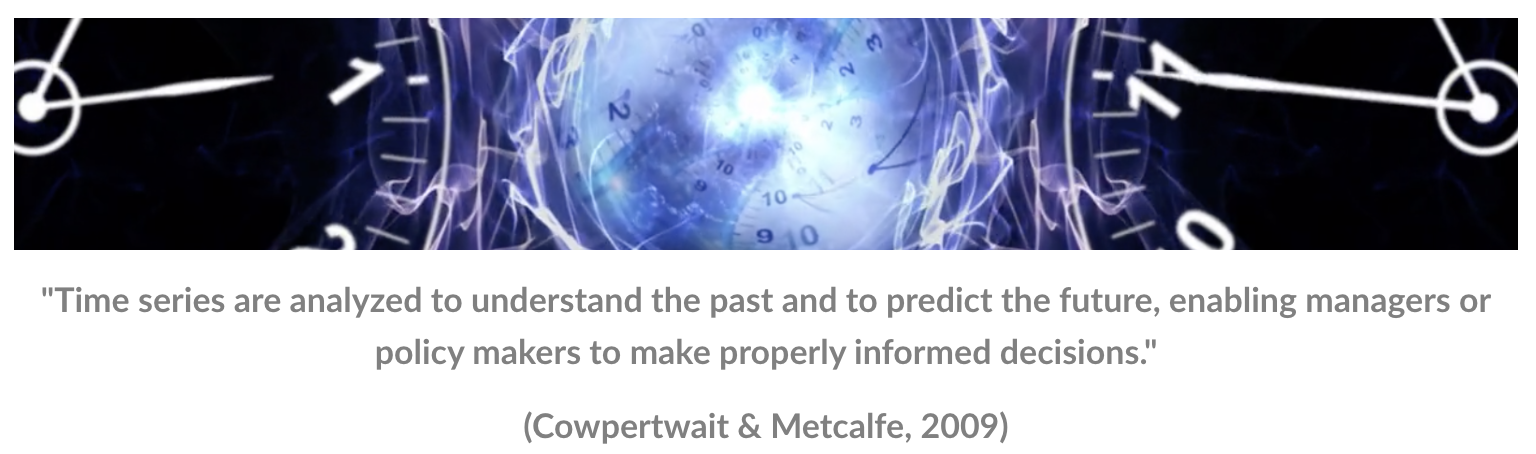 "Time series are analyzed to understand the past and to predict the future, enabling managers or
policy makers to make properly informed decisions."
(Cowpertwait & Metcalfe, 2009)